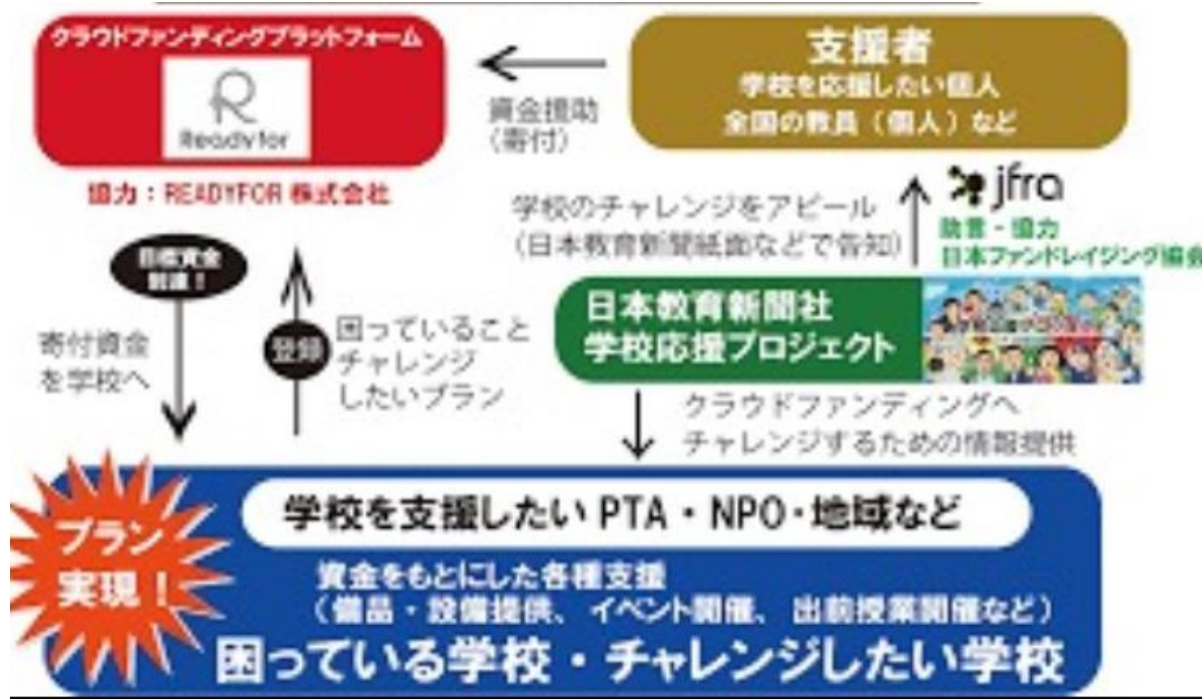 クラウドファンディングプラットフォーム
R
Readyfor
協力：READYFOR 株式会社
支援者
学校を応援したい個人
全国の教員（個人）など
資金援助
（寄付）
学校のチャレンジをアピール
（日本教育新聞紙面などで告知）
jfra
助言・協力
日本ファンドレイジング協会
目標資金
到達！
寄付資金
を学校へ
登録
困っていること
チャレンジ
したいプラン
日本教育新聞社
学校応援プロジェクト
クラウドファンディングへ
チャレンジするための情報提供
プラン
実現！
学校を支援したい PTA・NPO・地域など
資金をもとにした各種支援
（備品・設備提供、イベント開催、出前授業開催など）
困っている学校・チャレンジしたい学校